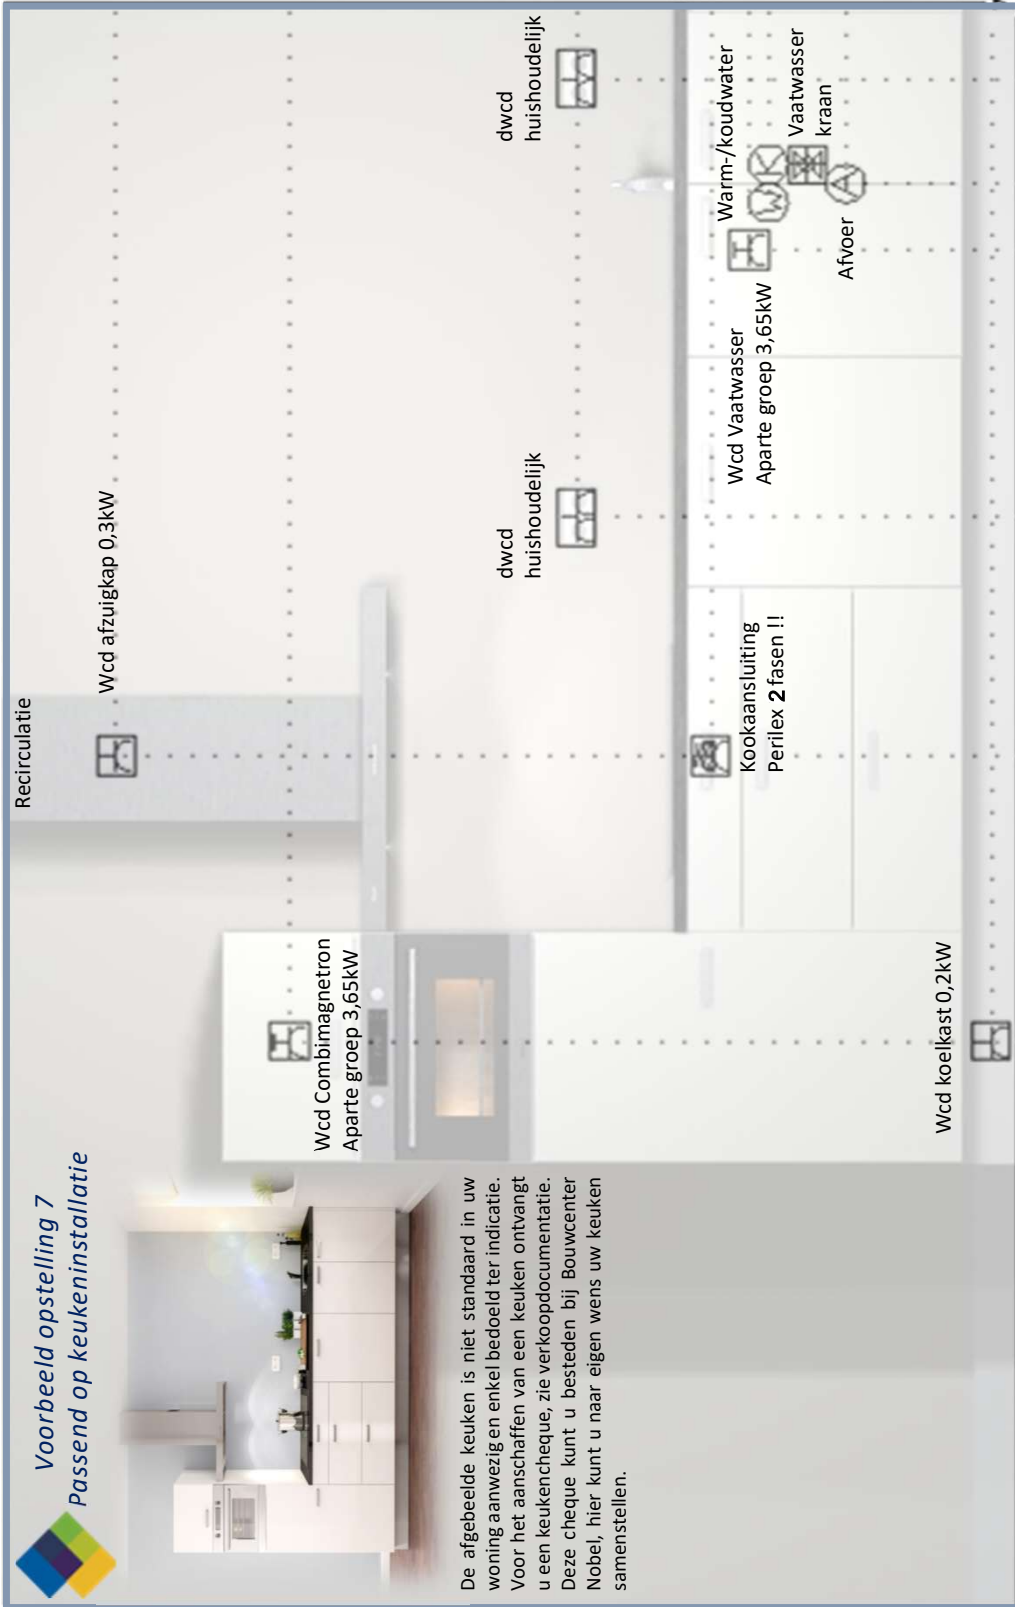 Voorbeeld opstelling 7
Passend op keukeninstallatie
De afgebeelde keuken is niet standaard in uw
woning aanwezig en enkel bedoeld ter indicatie.
Voor het aanschaffen van een keuken ontvangt
u een keukencheque, zie verkoopdocumentatie.
Deze cheque kunt u besteden bij Bouwcenter
Nobel, hier kunt u naar eigen wens uw keuken
samenstellen.
Recirculatie
Wcd afzuigkap 0,3kW
Wcd Combimagnetron
Aparte groep 3,65kW
dwcd
huishoudelijk
dwcd
huishoudelijk
Kookaansluiting
Perilex 2 fasen !!
Wcd Vaatwasser
Aparte groep 3,65kW
Warm-/koudwater
W
K
Vaatwasser
kraan
A
Afvoer
Wcd koelkast 0,2kW